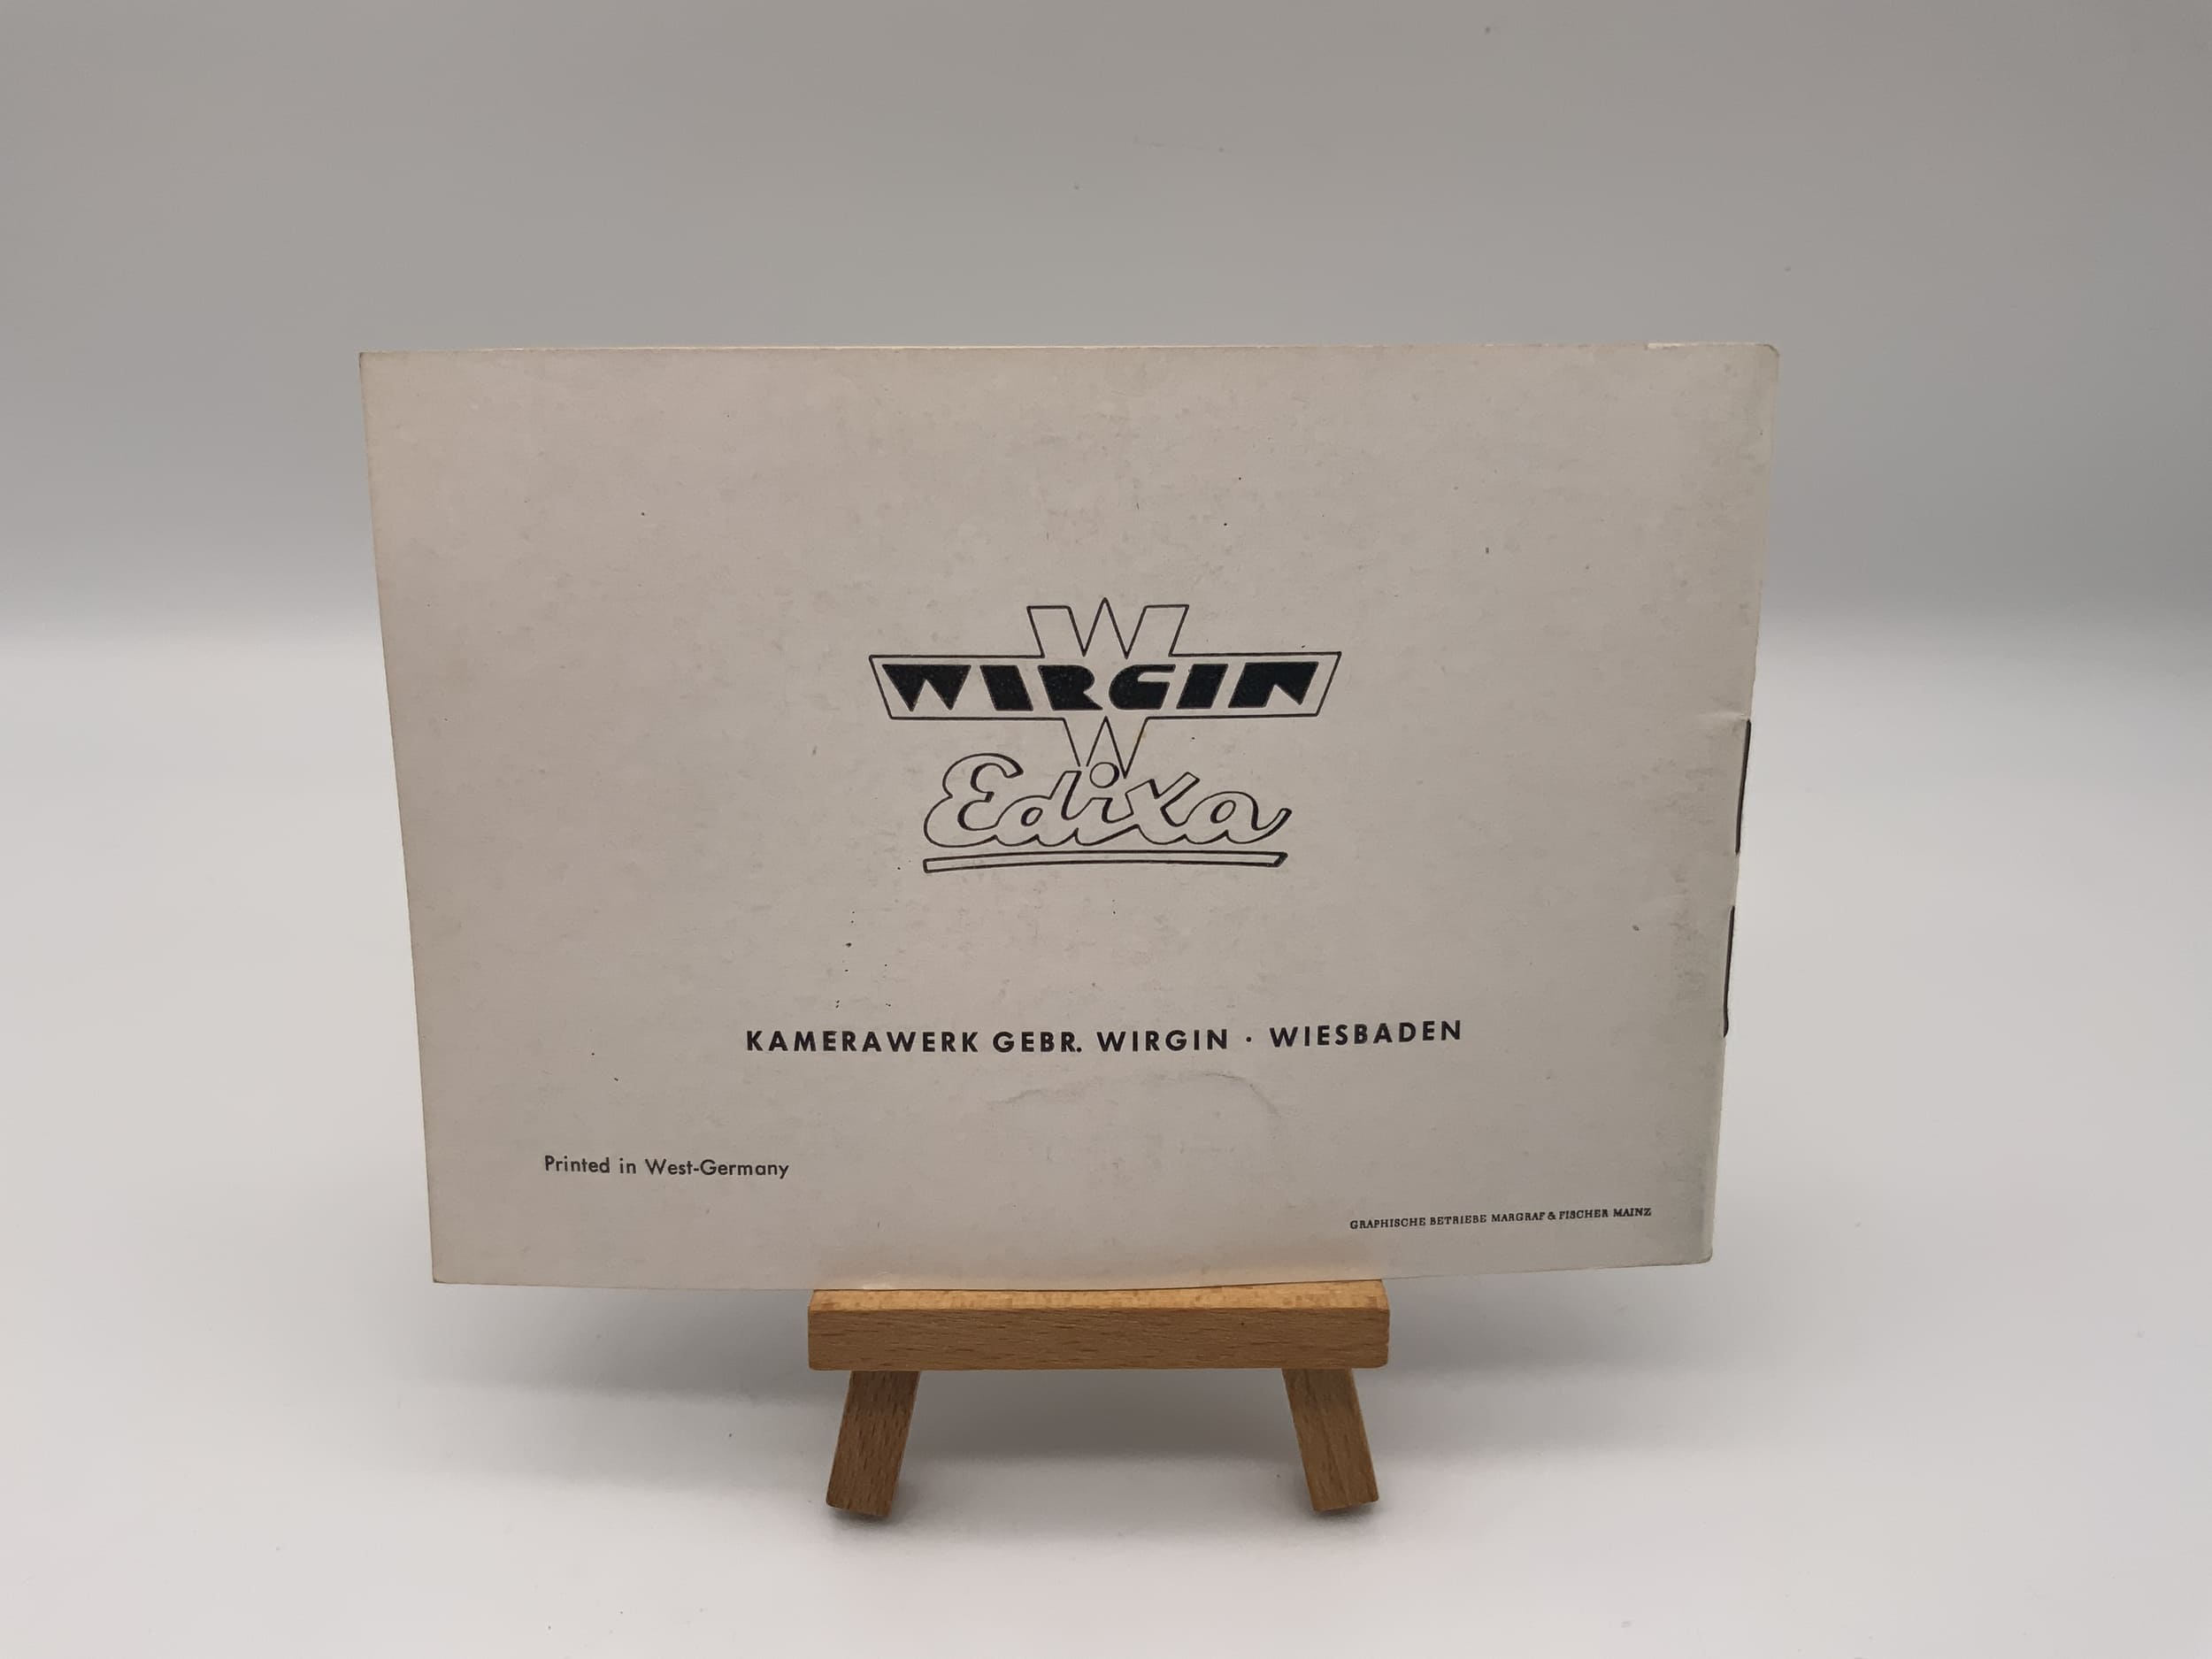 W
WIRGIN
Edixa
KAMERAWERK GEBR. WIRGIN · WIESBADEN
Printed in West-Germany
GRAPHISCHE BETRIEBE MARGRAF & FISCHER MAINZ